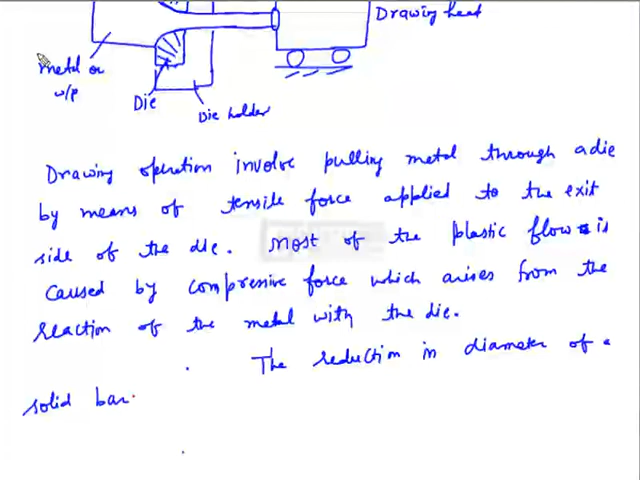 Drawing head
metal or
w/p
Die
Die holder
Drawing operation involve pulling metal through a die
by means of tensile force applied to the exit
side of the die. Most of the plastic flow is
caused by compressive force which arises from the
reaction of the metal with the die.
The reduction in diameter of a
solid bar